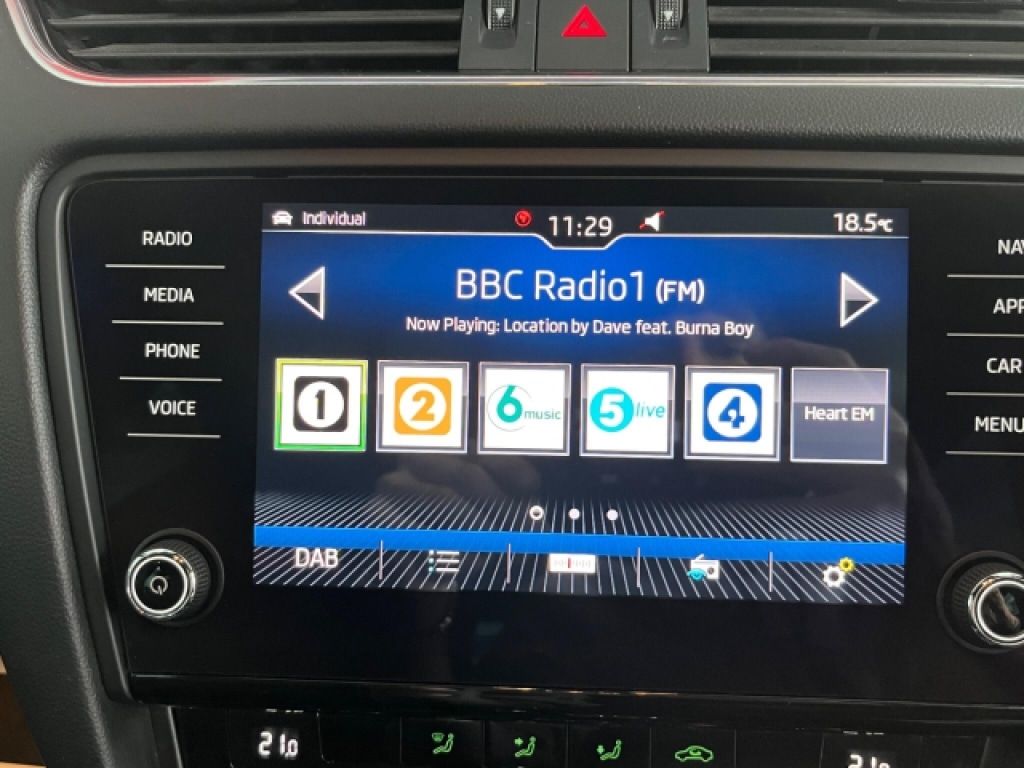 Individual
11:29
18.5°C
RADIO
MEDIA
PHONE
VOICE
BBC Radio1 (FM)
Now Playing: Location by Dave feat. Burna Boy
1
2
6 music
5 live
4
Heart EM
DAB
NAV
APP
CAR
MENU
21.0